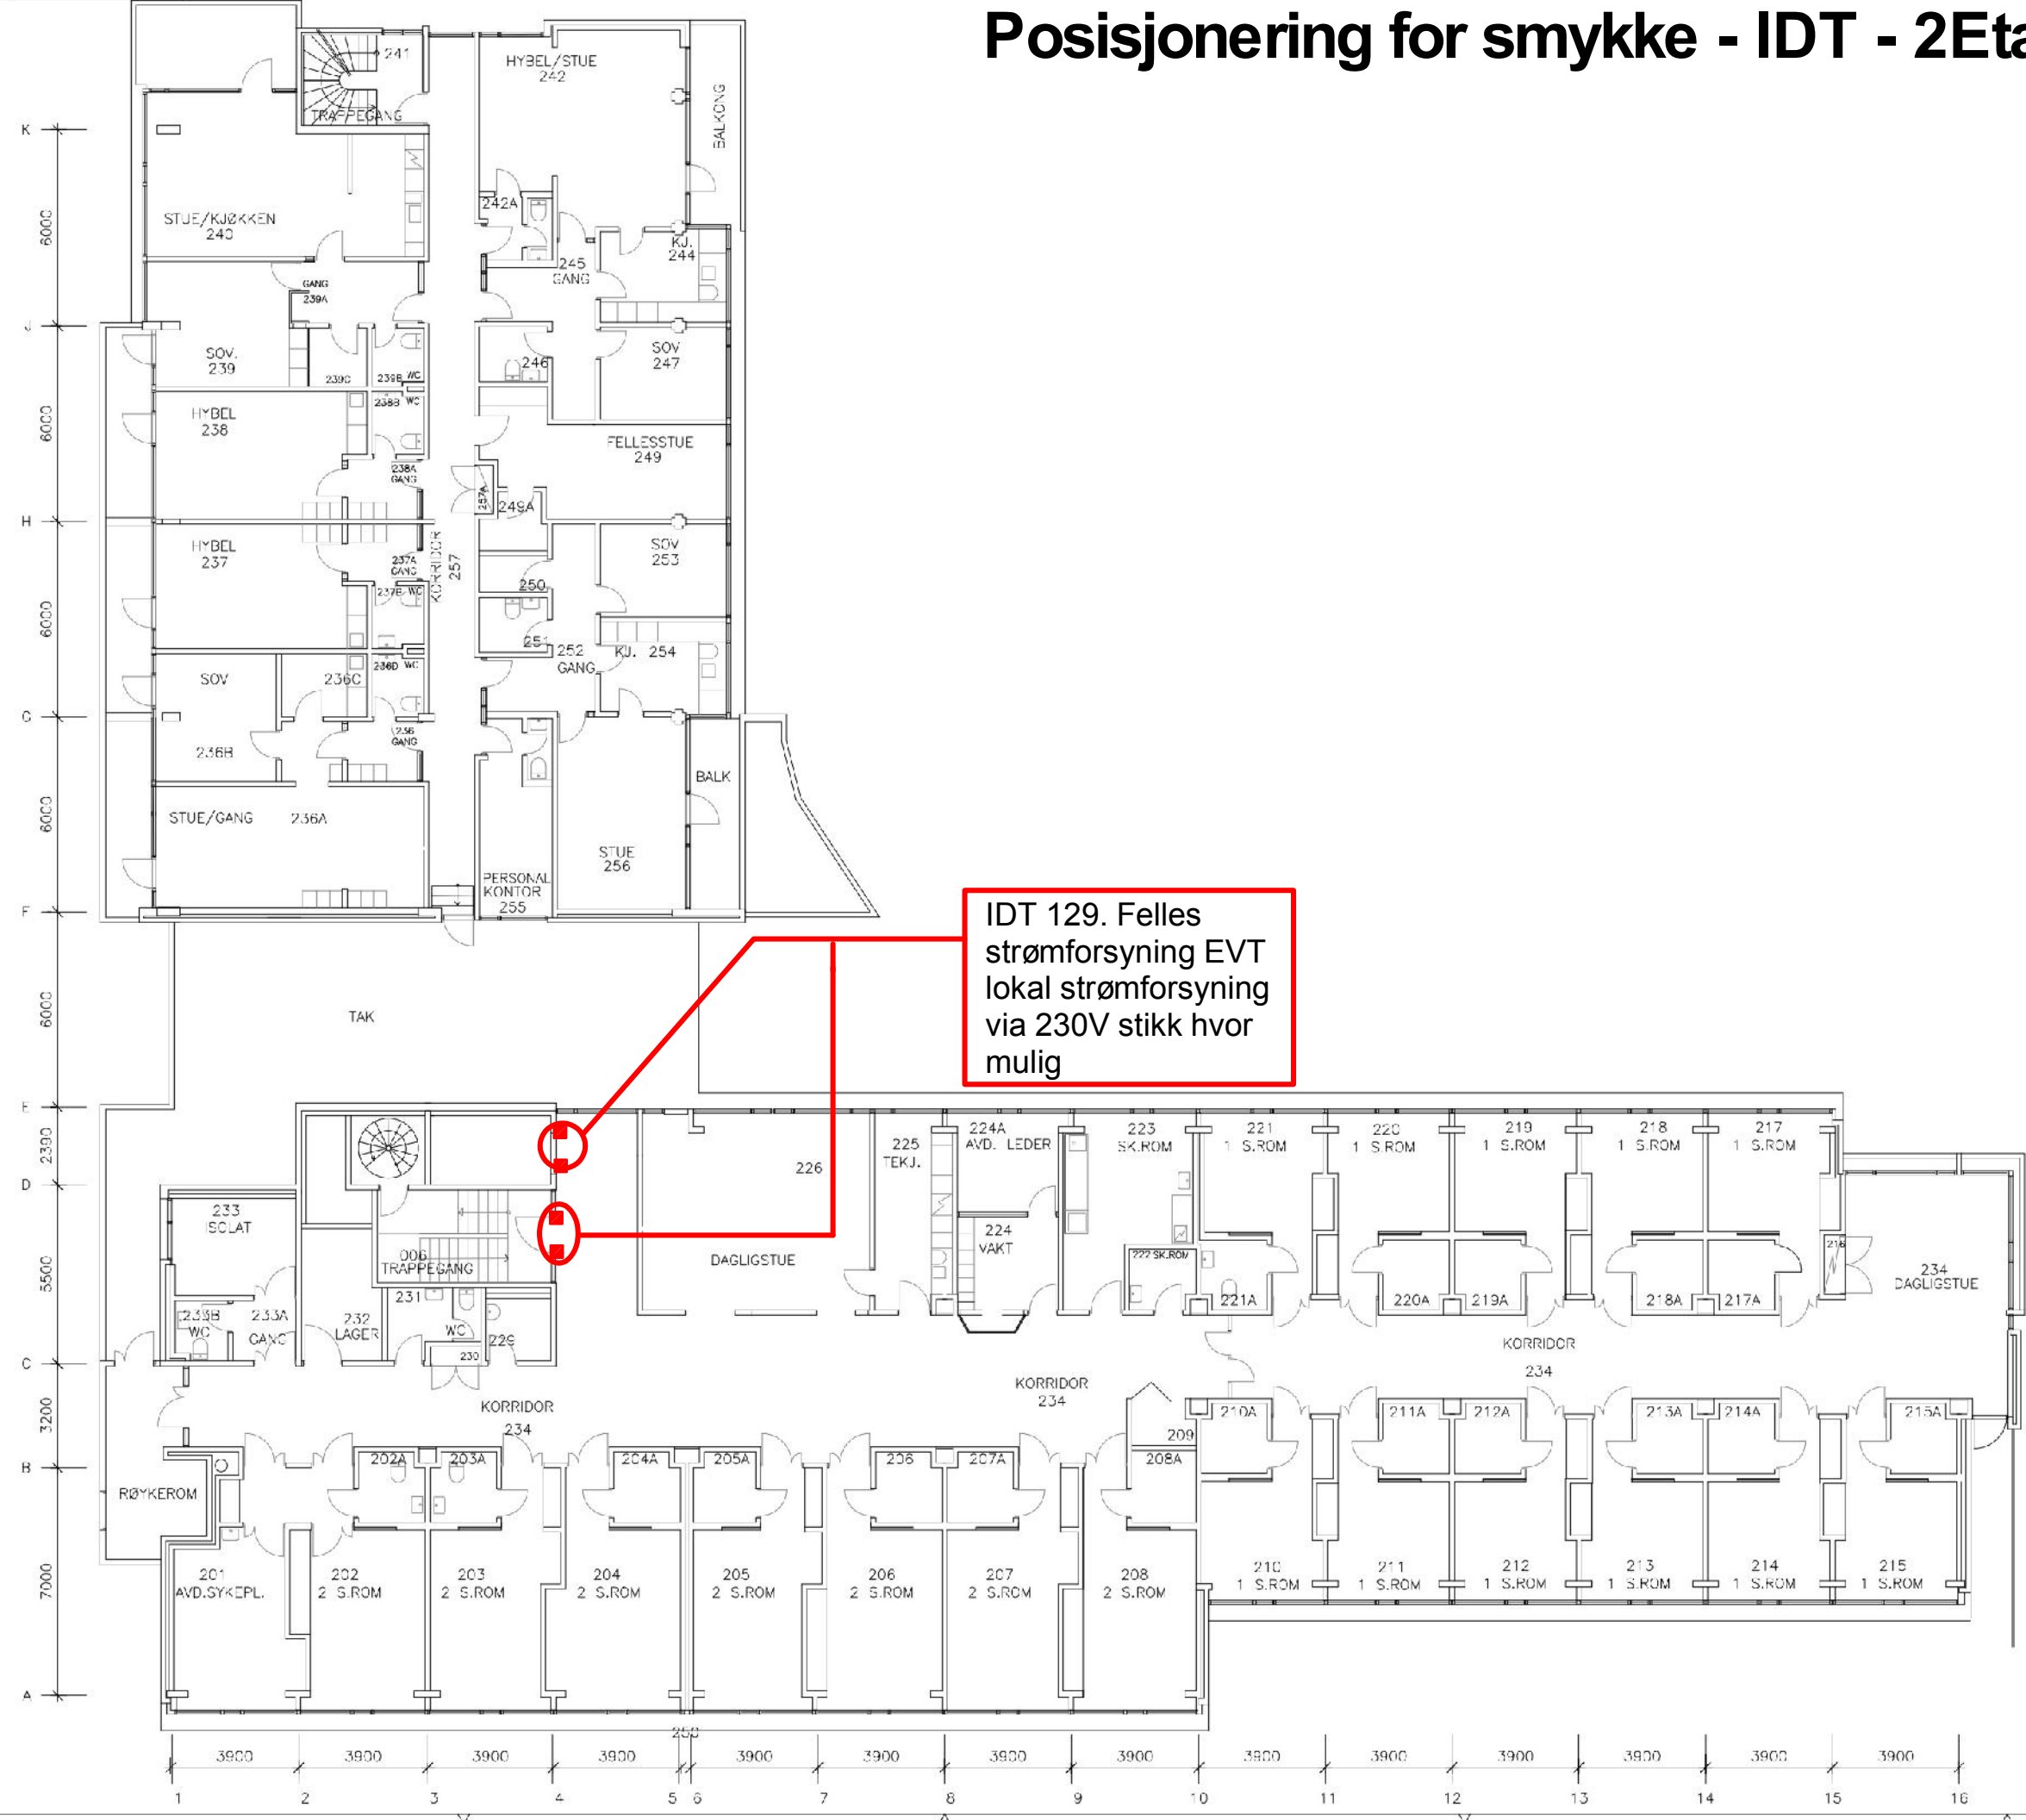 Posisjonering for smykke - IDT - 2Eta
241
TRAPPEGANG
HYBEL/STUE
242
BALKONG
K
STUE/KJØKKEN
240
242A
6000
KJ.
244
245
GANG
GANG
239A
J
SOV.
239
239C
239B WC
246
SOV
247
HYBEL
238
238B WC
6000
FELLESSTUE
249
238A
GANG
257A
249A
H
HYBEL
237
237A
GANG
KORRIDOR
257
SOV
253
250
237B WC
6000
251
252
GANG
KJ. 254
SOV
236C
236D WC
G
236B
236
GANG
BALK
6000
STUE/GANG 236A
STUE
256
PERSONAL
KONTOR
255
F
IDT 129. Felles
strømforsyning EVT
lokal strømforsyning
via 230V stikk hvor
mulig
6000
TAK
E
2390
D
226
225
TEKJ.
224A
AVD. LEDER
223
SK.ROM
221
1 S.ROM
220
1 S.ROM
219
1 S.ROM
218
1 S.ROM
217
1 S.ROM
233
ISOLAT
224
VAKT
006
TRAPPEGANG
DAGLIGSTUE
222 SK.ROM
216
234
DAGLIGSTUE
5500
233B
WC
233A
GANG
232
LAGER
231
WC
229
230
221A
220A
219A
218A
217A
C
KORRIDOR
234
KORRIDOR
234
KORRIDOR
234
3200
210A
211A
212A
213A
214A
215A
209
B
202A
203A
204A
205A
206
207A
208A
RØYKEROM
7000
201
AVD.SYKEPL.
202
2 S.ROM
203
2 S.ROM
204
2 S.ROM
205
2 S.ROM
206
2 S.ROM
207
2 S.ROM
208
2 S.ROM
210
1 S.ROM
211
1 S.ROM
212
1 S.ROM
213
1 S.ROM
214
1 S.ROM
215
1 S.ROM
A
3900 3900 3900 3900 3900 3900 3900 3900 3900 3900 3900 3900 3900 3900
1 2 3 4 5 6 7 8 9 10 11 12 13 14 15 16